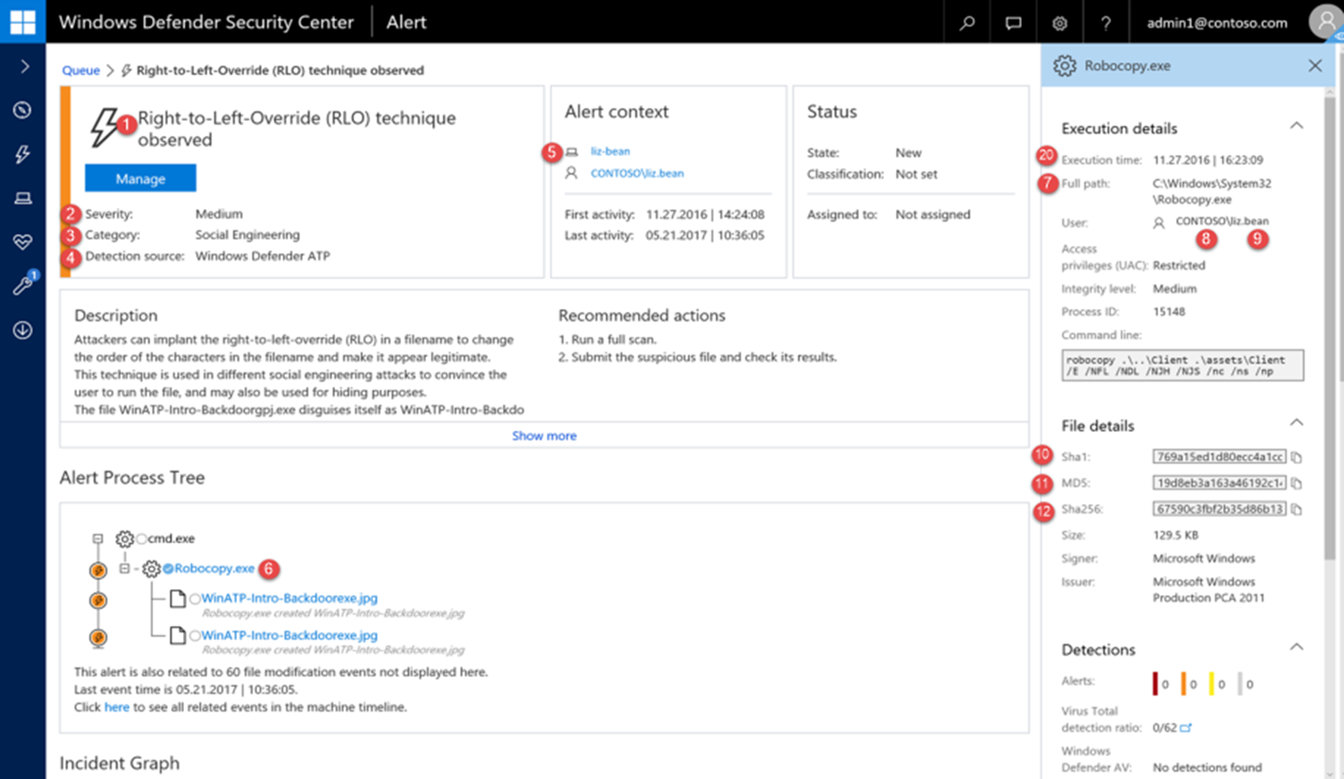 Windows Defender Security Center
Alert
admin1@contoso.com
Queue > Right-to-Left-Override (RLO) technique observed
1
Right-to-Left-Override (RLO) technique
observed
Manage
2 Severity: Medium
3 Category: Social Engineering
4 Detection source: Windows Defender ATP
Alert context
5 liz-bean
CONTOSO\liz.bean
First activity: 11.27.2016 | 14:24:08
Last activity: 05.21.2017 | 10:36:05
Status
State: New
Classification: Not set
Assigned to: Not assigned
Description
Attackers can implant the right-to-left-override (RLO) in a filename to change
the order of the characters in the filename and make it appear legitimate.
This technique is used in different social engineering attacks to convince the
user to run the file, and may also be used for hiding purposes.
The file WinATP-Intro-Backdoorgpj.exe disguises itself as WinATP-Intro-Backdo
Recommended actions
1. Run a full scan.
2. Submit the suspicious file and check its results.
Show more
Alert Process Tree
cmd.exe
Robocopy.exe 6
WinATP-Intro-Backdoorexe.jpg
Robocopy.exe created WinATP-Intro-Backdoorexe.jpg
WinATP-Intro-Backdoorexe.jpg
Robocopy.exe created WinATP-Intro-Backdoorexe.jpg
This alert is also related to 60 file modification events not displayed here.
Last event time is 05.21.2017 | 10:36:05.
Click here to see all related events in the machine timeline.
Incident Graph
1
Robocopy.exe
Execution details
20 Execution time: 11.27.2016 | 16:23:09
7 Full path: C:\Windows\System32
\Robocopy.exe
User: CONTOSO\liz.bean
8 9
Access
privileges (UAC): Restricted
Integrity level: Medium
Process ID: 15148
Command line:
robocopy .\..\Client .\assets\Client
/E /NFL /NDL /NJH /NJS /nc /ns /np
File details
10 Sha1: 769a15ed1d80ecc4a1cc
11 MD5: 19d8eb3a163a46192c14
12 Sha256: 67590c3fbf2b35d86b13
Size: 129.5 KB
Signer: Microsoft Windows
Issuer: Microsoft Windows
Production PCA 2011
Detections
Alerts: 0 0 0 0
Virus Total
detection ratio: 0/62
Windows
Defender AV: No detections found